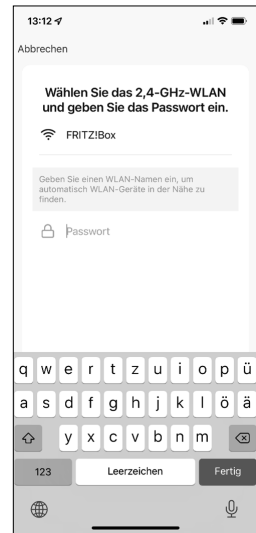 13:12
Abbrechen
Wählen Sie das 2,4-GHz-WLAN
und geben Sie das Passwort ein.
FRITZ!Box
Geben Sie einen WLAN-Namen ein, um
automatisch WLAN-Geräte in der Nähe zu
finden.
Passwort
q w e r t z u i o p ü
a s d f g h j k l ö ä
y x c v b n m
123 Leerzeichen Fertig